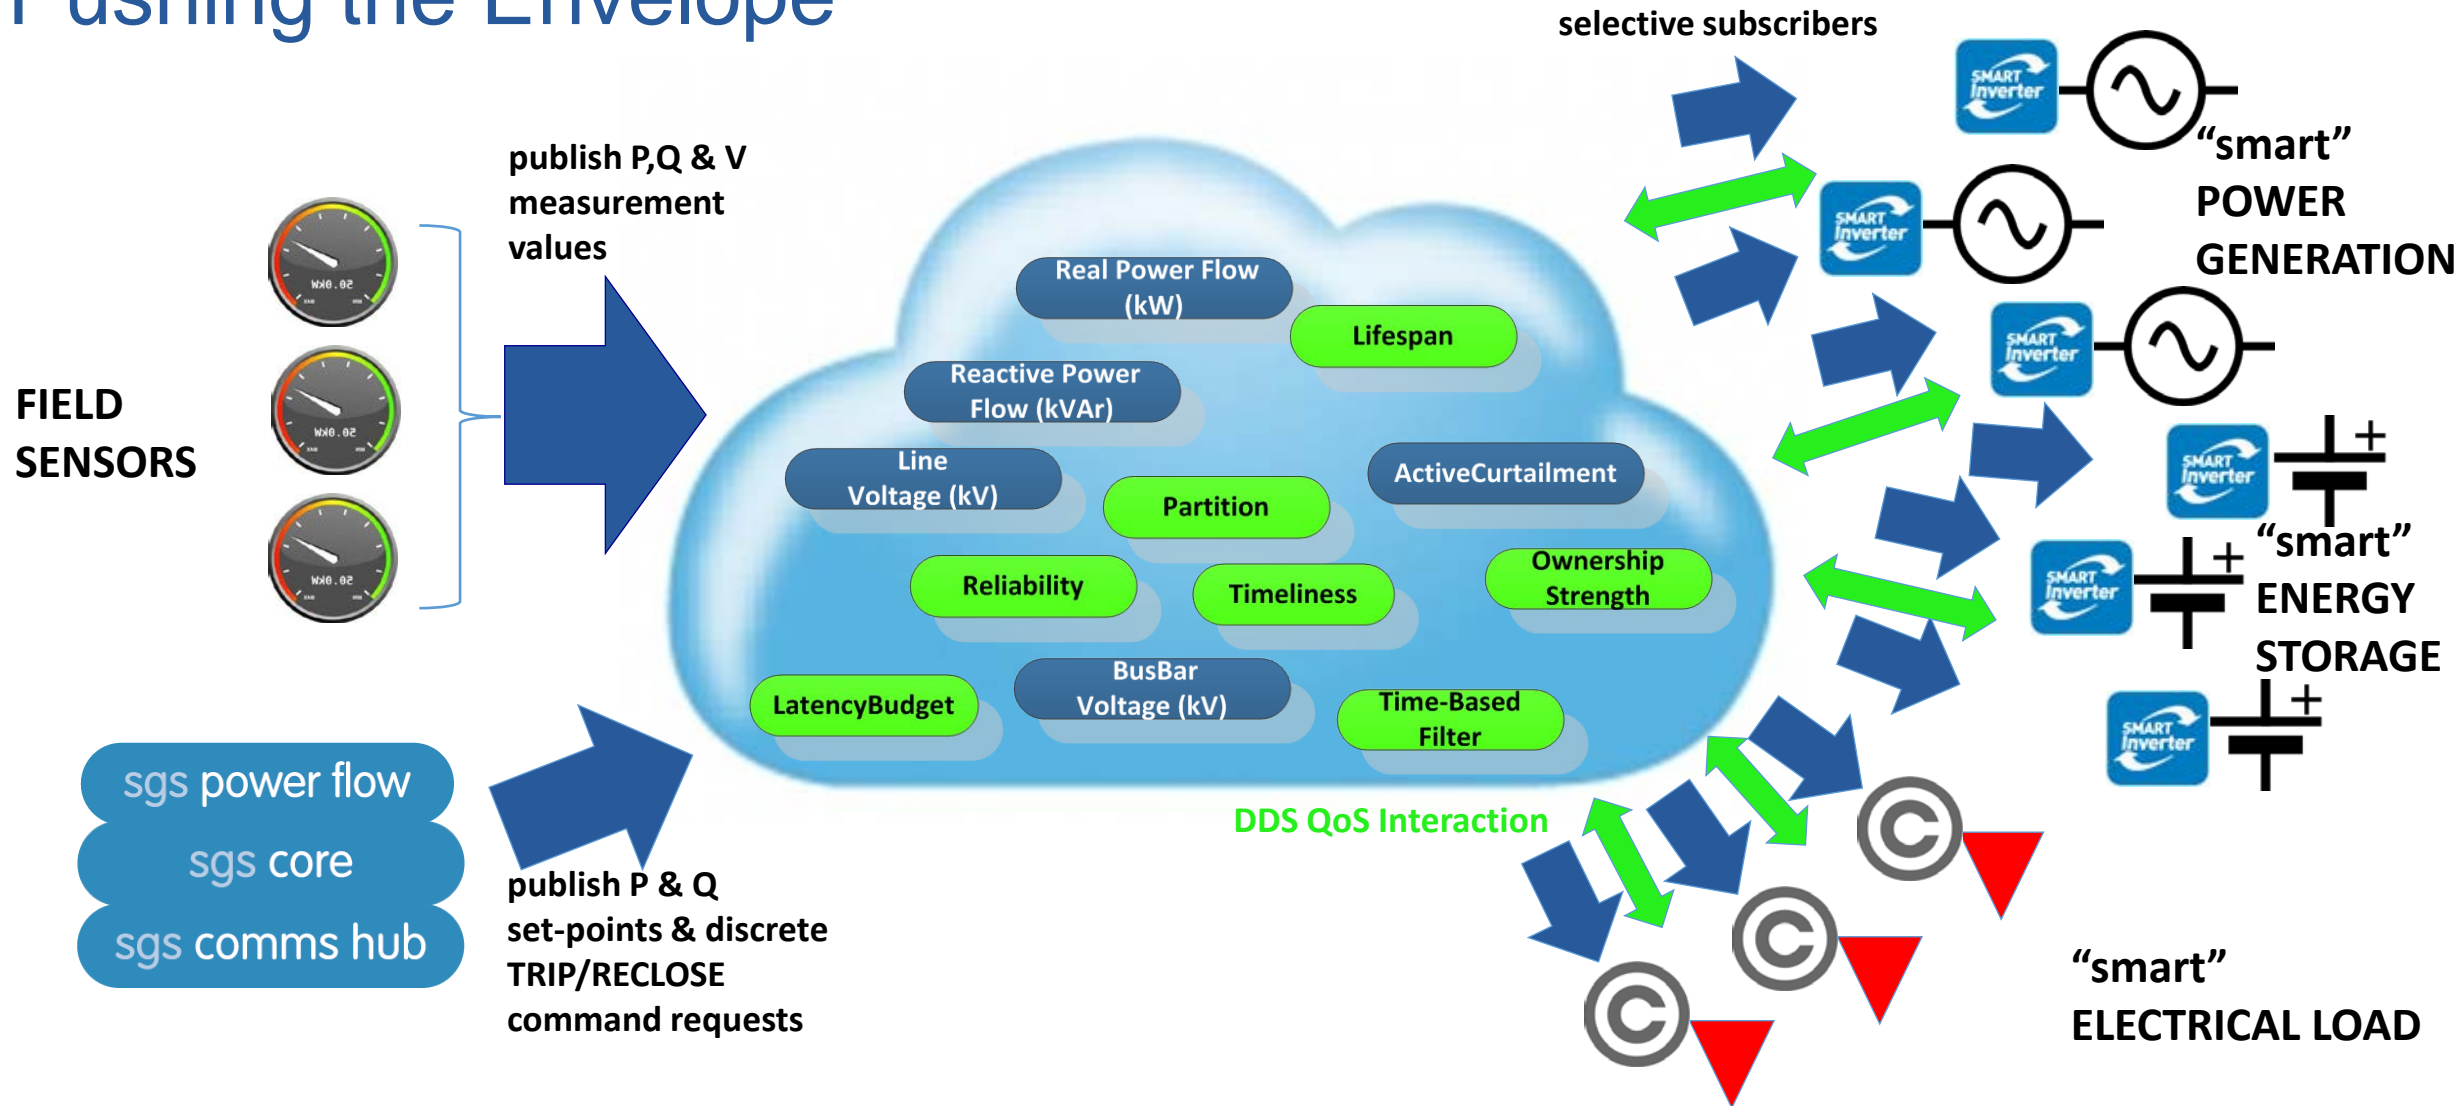 Pushing the Envelope
selective subscribers
publish P,Q & V
measurement
values
FIELD
SENSORS
Real Power Flow
(kW)
Lifespan
Reactive Power
Flow (kVAr)
Line
Voltage (kV)
ActiveCurtailment
Partition
Reliability
Timeliness
Ownership
Strength
LatencyBudget
BusBar
Voltage (kV)
Time-Based
Filter
DDS QoS Interaction
sgs power flow
sgs core
sgs comms hub
publish P & Q
set-points & discrete
TRIP/RECLOSE
command requests
SMART
Inverter
SMART
Inverter
SMART
Inverter
"smart"
POWER
GENERATION
SMART
Inverter
+
SMART
Inverter
+
SMART
Inverter
+
“smart”
ENERGY
STORAGE
©
©
©
“smart”
ELECTRICAL LOAD